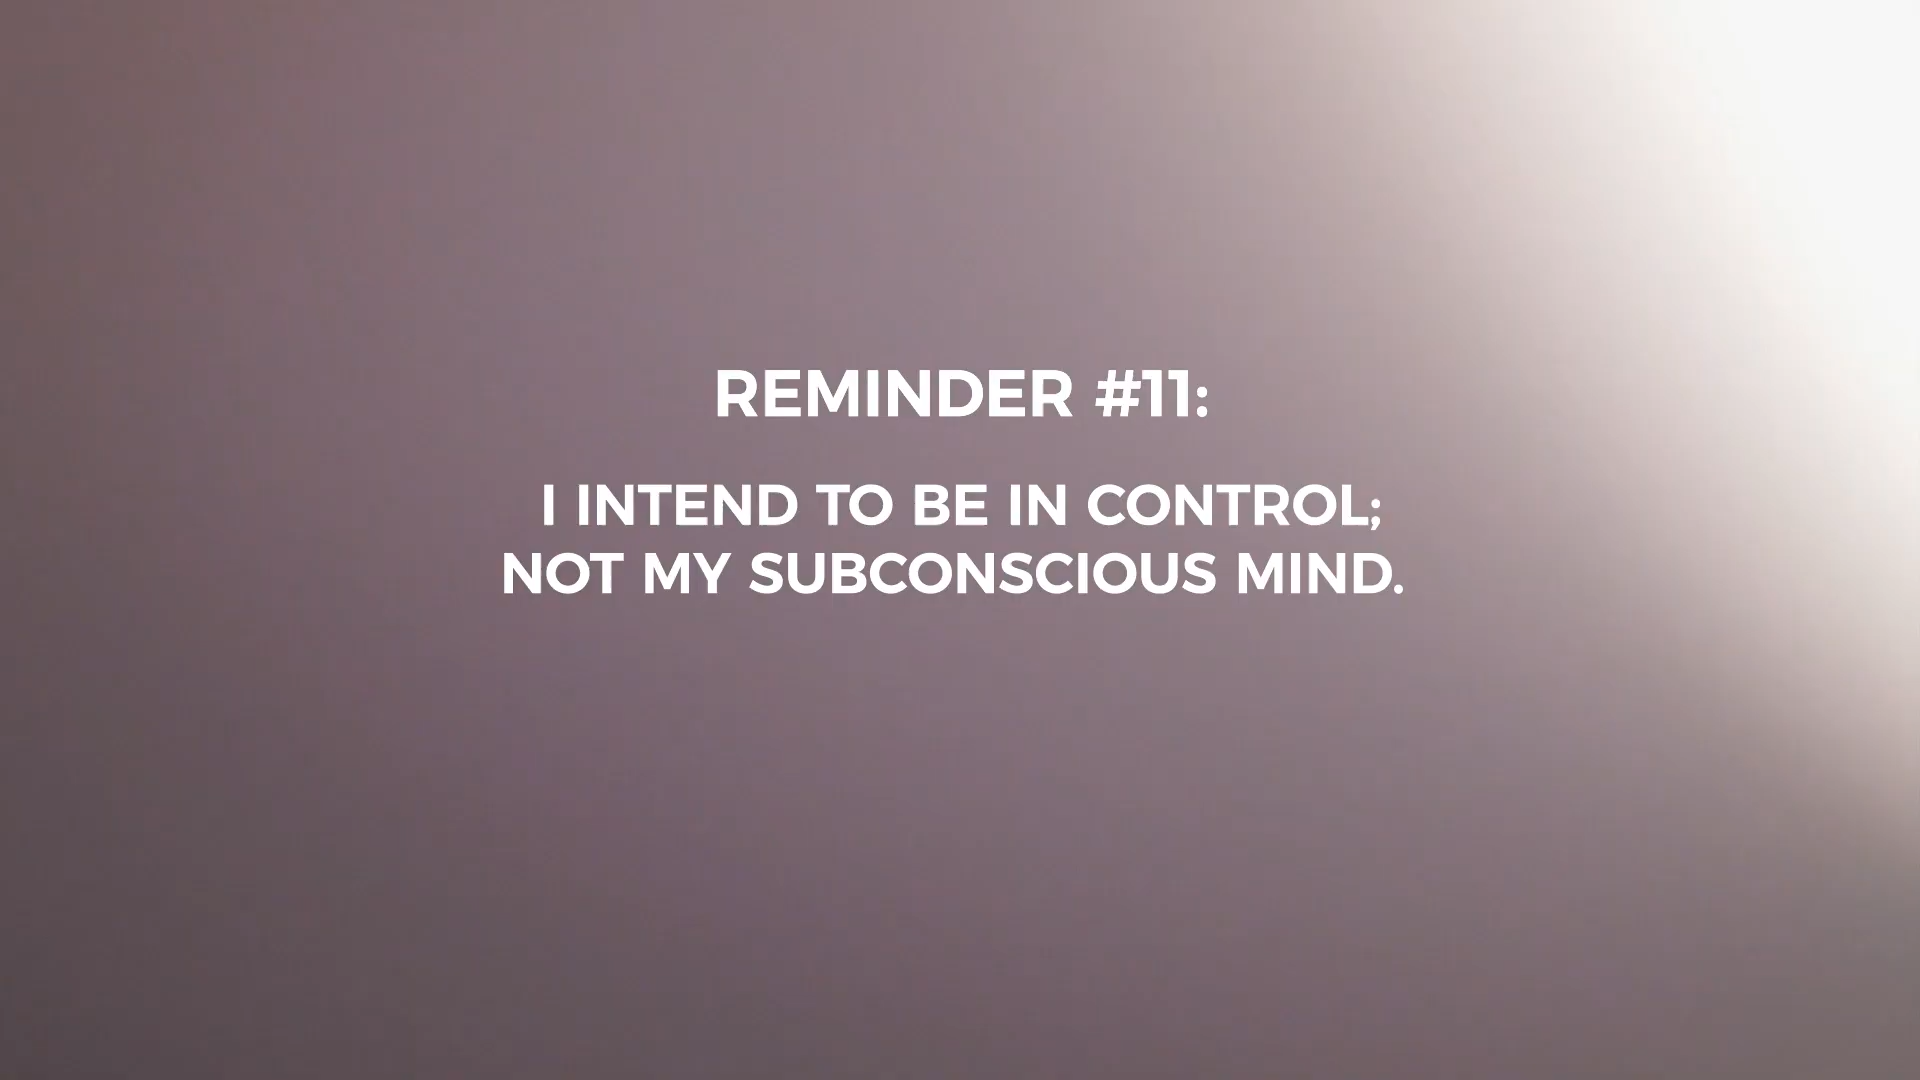 REMINDER #11:
I INTEND TO BE IN CONTROL;
NOT MY SUBCONSCIOUS MIND.